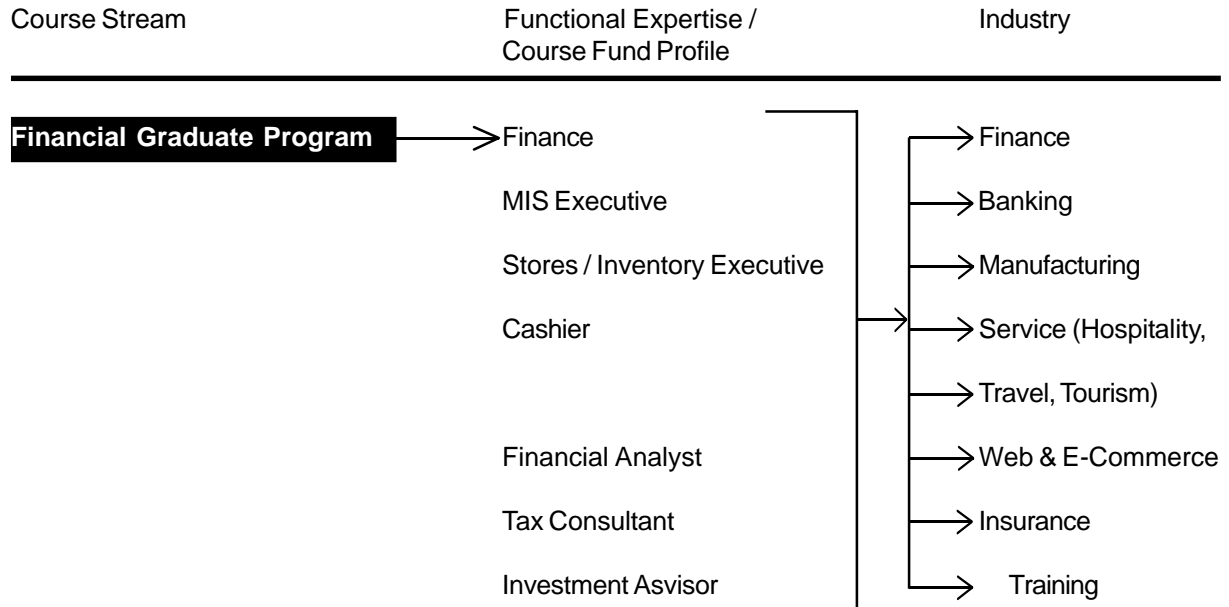 Course Stream
Functional Expertise /
Course Fund Profile
Industry
Financial Graduate Program
Finance
Finance
MIS Executive
Banking
Stores / Inventory Executive
Manufacturing
Cashier
Service (Hospitality,
Travel, Tourism)
Financial Analyst
Web & E-Commerce
Tax Consultant
Insurance
Investment Asvisor
Training